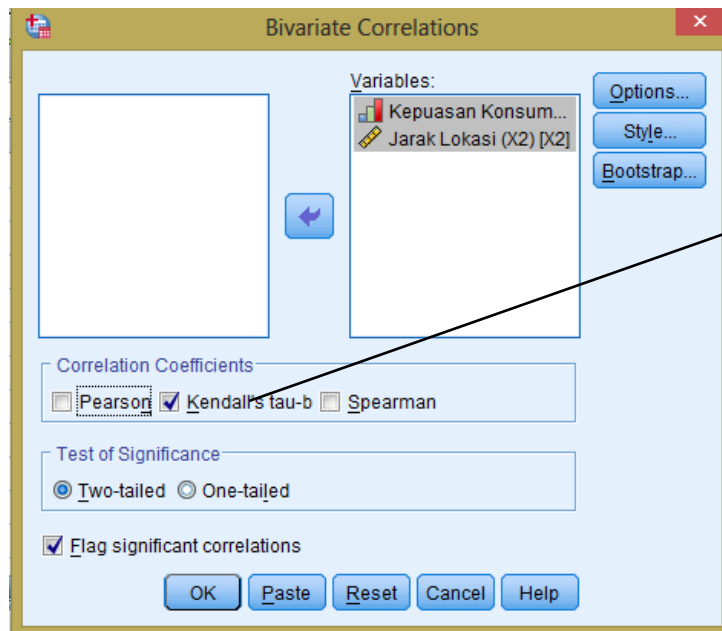 Bivariate Correlations
Variables:
Kepuasan Konsum...
Jarak Lokasi (X2) [X2]
Options...
Style...
Bootstrap...
Correlation Coefficients
Pearson Kendall's tau-b Spearman
Test of Significance
Two-tailed One-tailed
Flag significant correlations
OK Paste Reset Cancel Help